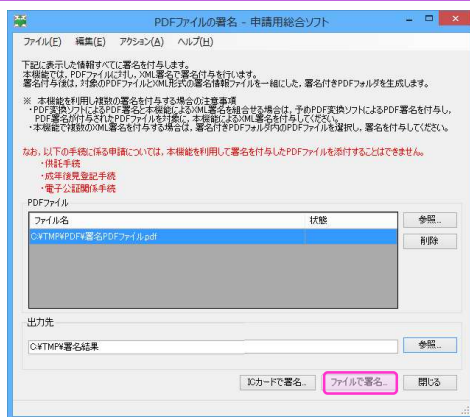 PDFファイルの署名 - 申請用総合ソフト
ファイル(F) 編集(E) アクション(A) ヘルプ(H)
下記に表示した情報すべてに署名を付与します。
本機能では、PDFファイルに対し、XML署名で署名付与を行います。
署名付与後は、対象のPDFファイルとXML形式の署名情報ファイルを一組にした、署名付きPDFフォルダを生成します。
※ 本機能を利用し複数の署名を付与する場合の注意事項
・PDF変換ソフトによるPDF署名と本機能によるXML署名を組合せる場合は、予めPDF変換ソフトによるPDF署名を付与し、
PDF署名が付与されたPDFファイルを対象に、本機能によるXML署名を付与してください。
・本機能で複数のXML署名を付与する場合は、署名付きPDFフォルダ内のPDFファイルを選択し、署名を付与してください。
なお、以下の手続に係る申請については、本機能を利用して署名を付与したPDFファイルを添付することはできません。
・供託手続
・成年後見登記手続
・電子公証関係手続
PDFファイル
ファイル名 状態 参照...
C:¥TMP¥PDF¥署名PDFファイル.pdf 削除
出力先
C:¥TMP¥署名結果 参照...
ICカードで署名... ファイルで署名... 閉じる